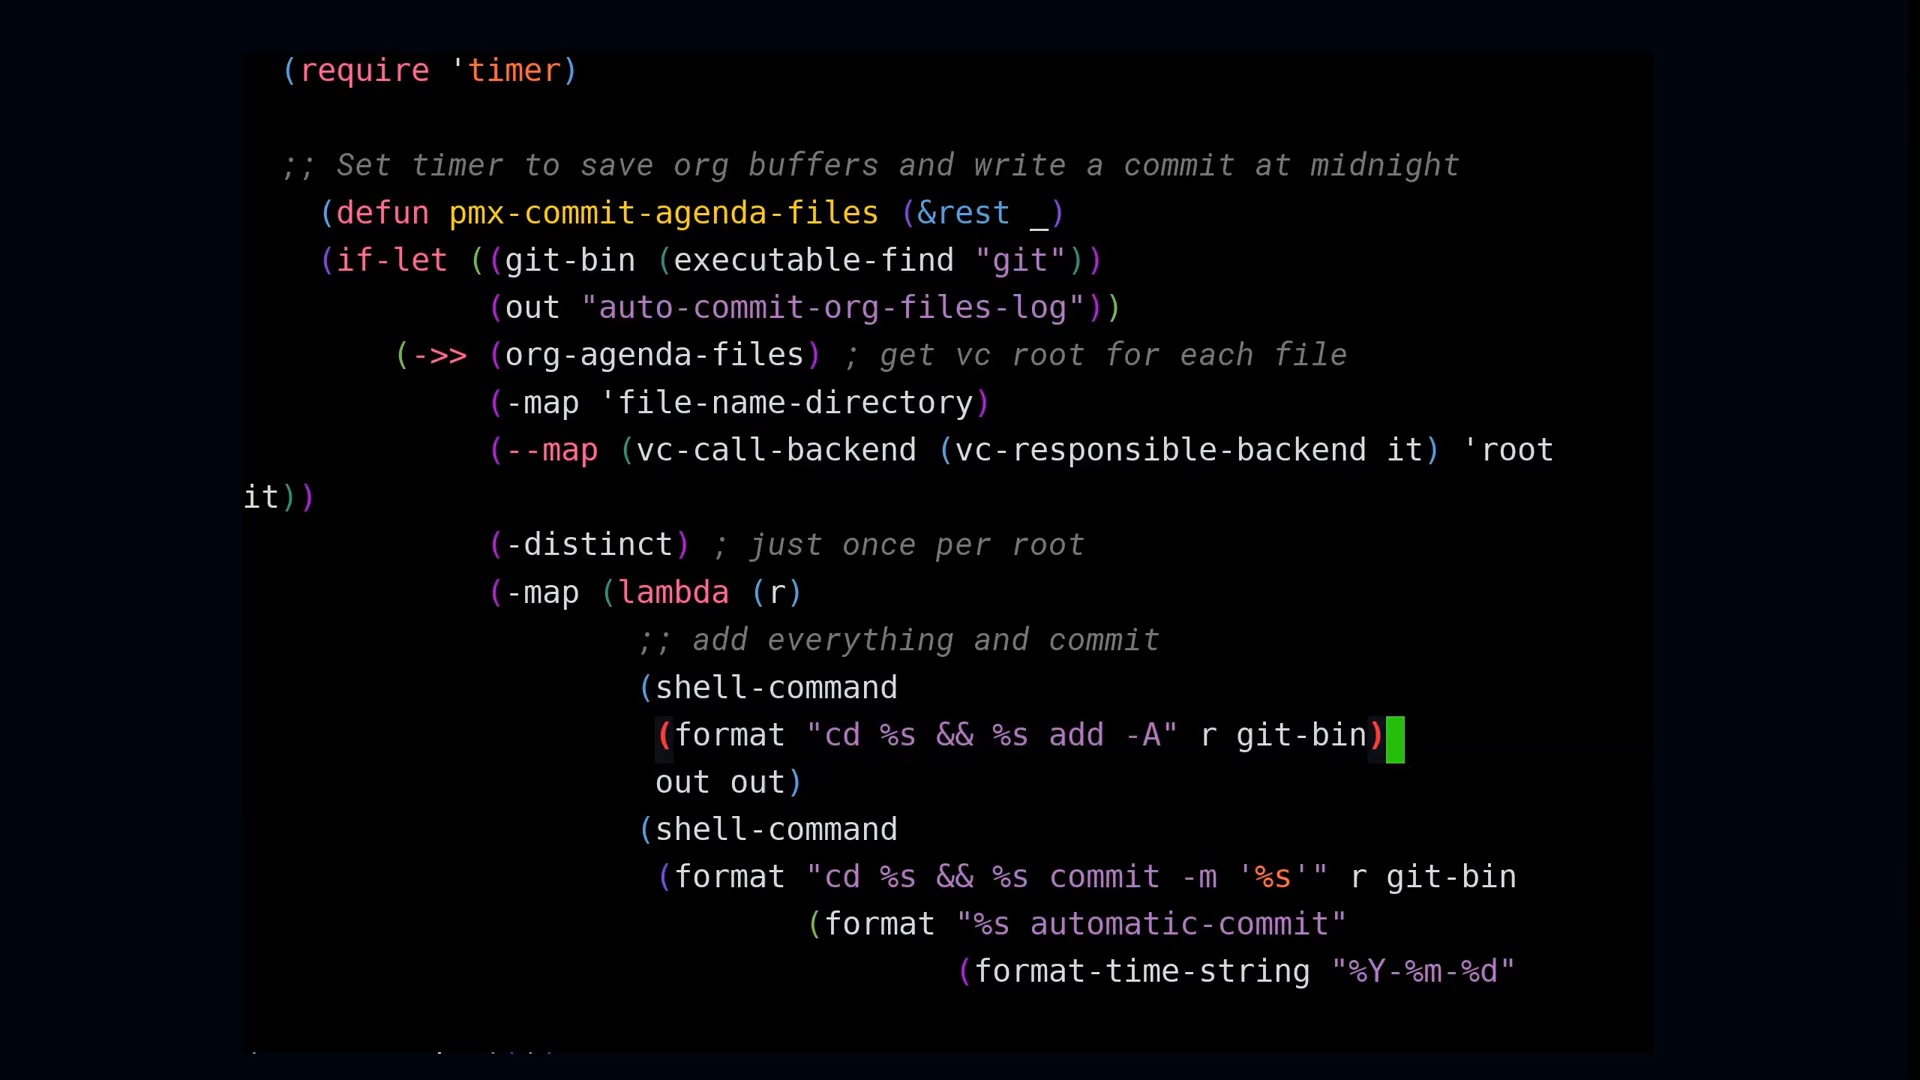 (require 'timer)
;; Set timer to save org buffers and write a commit at midnight
(defun pmx-commit-agenda-files (&rest _)
(if-let ((git-bin (executable-find "git"))
(out "auto-commit-org-files-log"))
(->> (org-agenda-files) ; get vc root for each file
(-map 'file-name-directory)
(--map (vc-call-backend (vc-responsible-backend it) 'root
it))
(-distinct) ; just once per root
(-map (lambda (r)
;; add everything and commit
(shell-command
(format "cd %s && %s add -A" r git-bin)
out out)
(shell-command
(format "cd %s && %s commit -m '%s'" r git-bin
(format "%s automatic-commit"
(format-time-string "%Y-%m-%d"